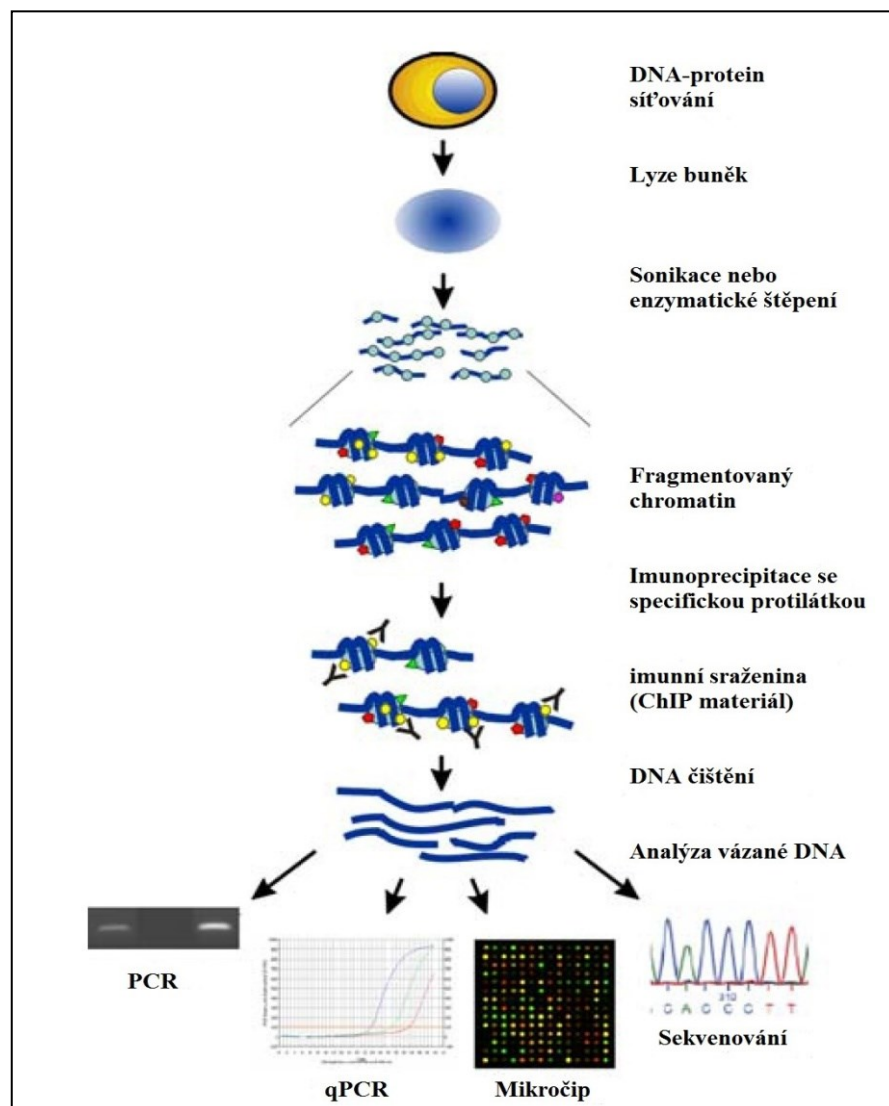 DNA-protein
síťování
Lyze buněk
Sonikace nebo
enzymatické štěpení
Fragmentovaný
chromatin
Imunoprecipitace se
specifickou protilátkou
imunní sraženina
(ChIP materiál)
DNA čištění
Analýza vázané DNA
PCR
qPCR
Mikročip
310
G A G C G T T
Sekvenování